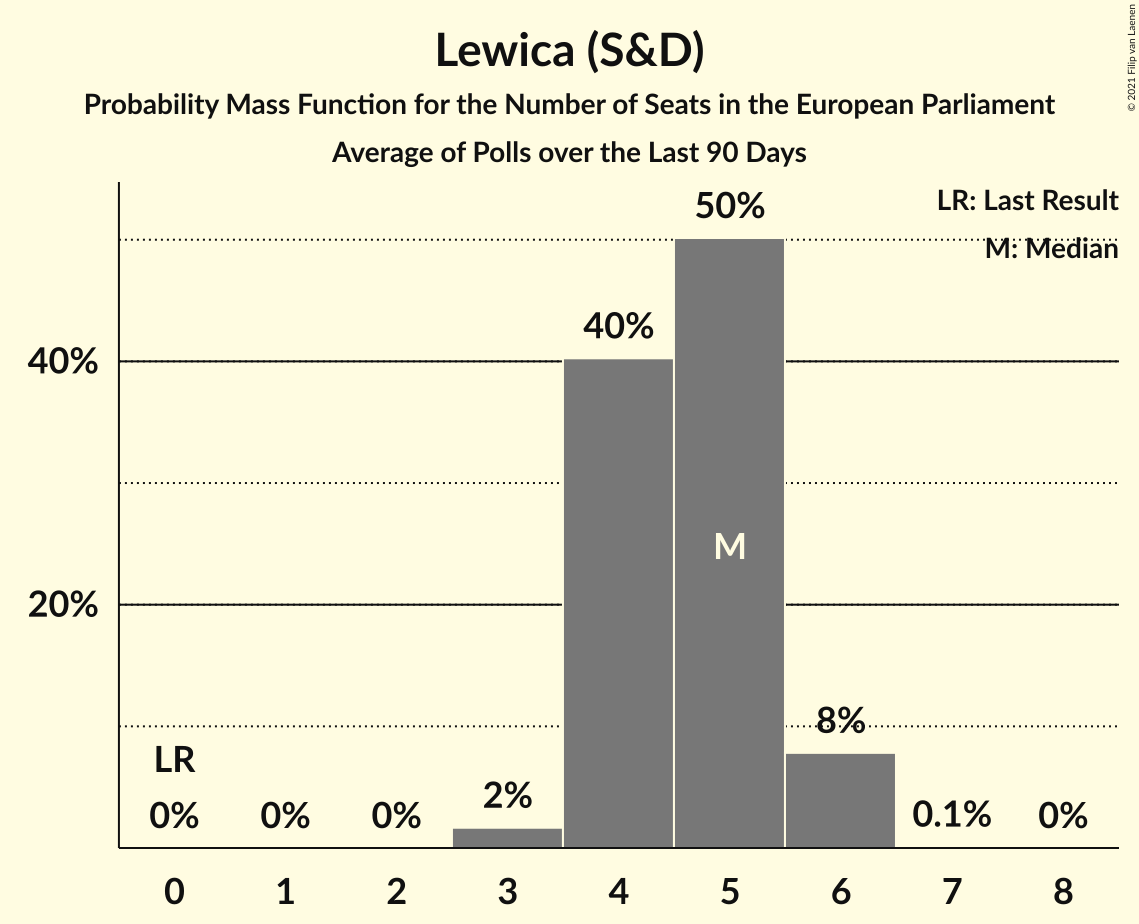 Lewica (S&D)
Probability Mass Function for the Number of Seats in the European Parliament
Average of Polls over the Last 90 Days
© 2021 Filip van Laenen
LR: Last Result
M: Median
50%
40%
40%
M
20%
8%
LR
0%
0%
0%
2%
0.1%
0%
0 1 2 3 4 5 6 7 8